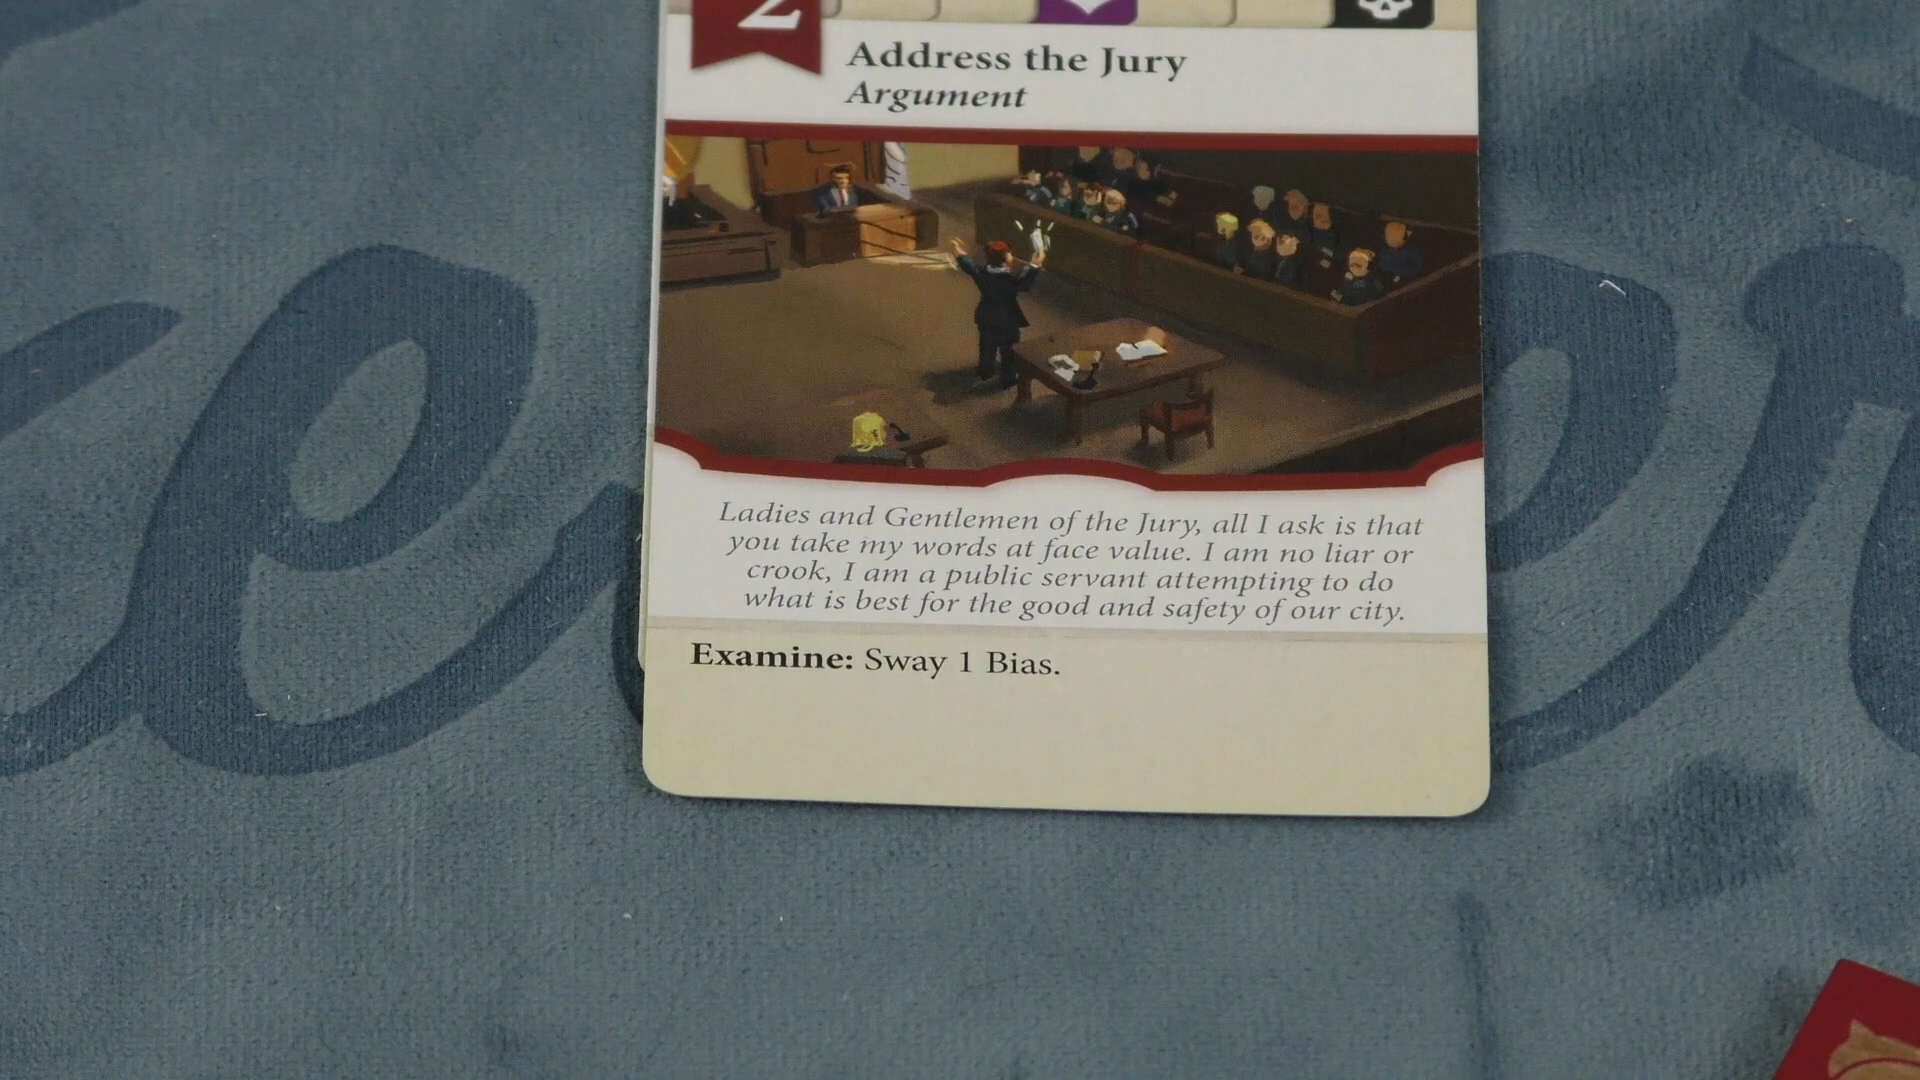 2
Address the Jury
Argument
Ladies and Gentlemen of the Jury, all I ask is that
you take my words at face value. I am no liar or
crook, I am a public servant attempting to do
what is best for the good and safety of our city.
Examine: Sway 1 Bias.